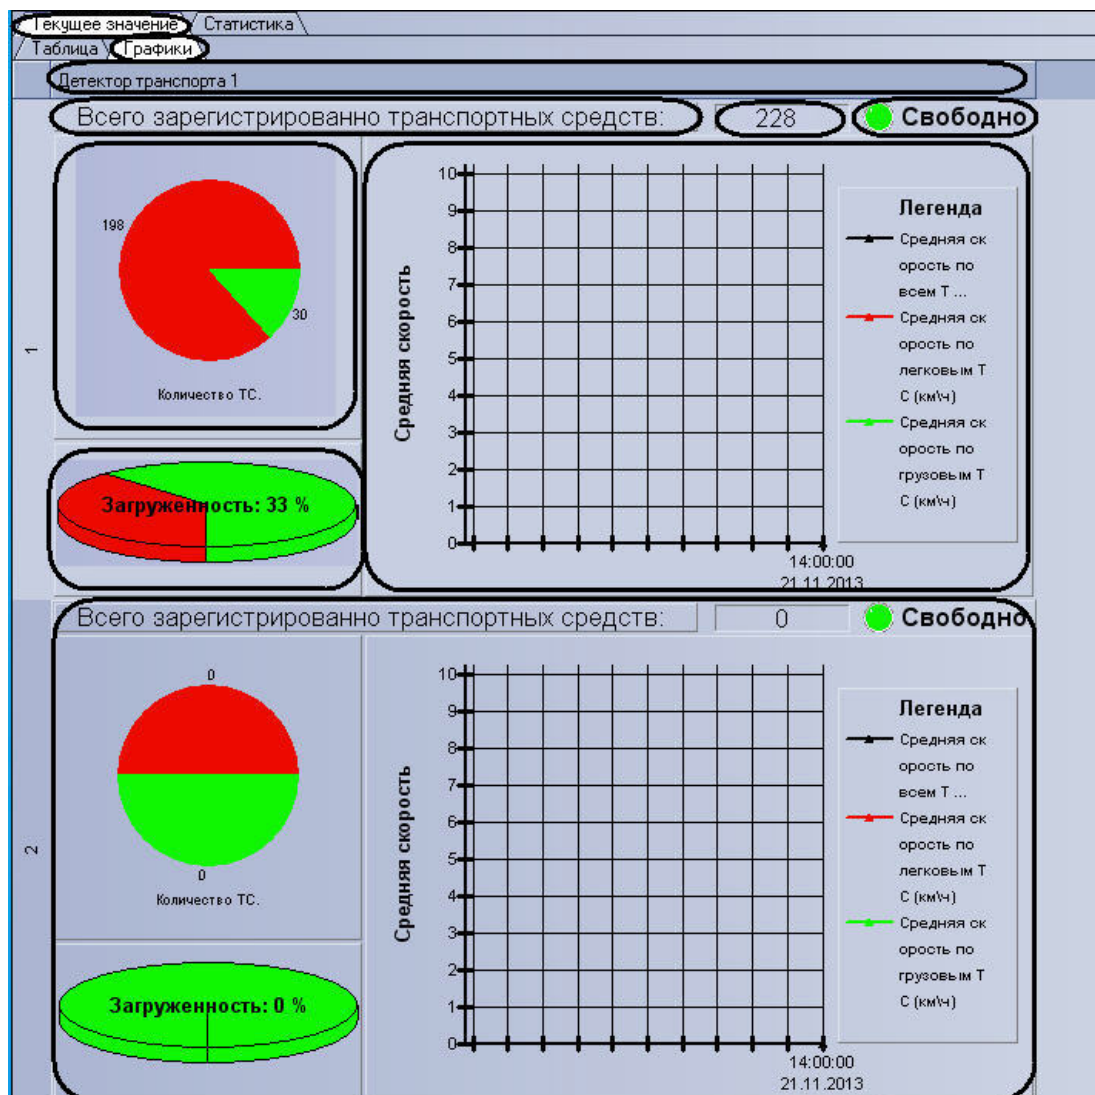 Текущее значение Статистика
Таблица Графики
Детектор транспорта 1
Всего зарегистрированно транспортных средств: 228 Свободно
1
198
30
Количество ТС.
Загруженность: 33 %
Средняя скорость
10
9
8
7
6
5
4
3
2
1
0
14:00:00
21.11.2013
Легенда
Средняя ск
орость по
всем Т ...
Средняя ск
орость по
легковым Т
С (км\ч)
Средняя ск
орость по
грузовым Т
С (км\ч)
2
Всего зарегистрированно транспортных средств: 0 Свободно
0
0
Количество ТС.
Загруженность: 0 %
Средняя скорость
10
9
8
7
6
5
4
3
2
1
0
14:00:00
21.11.2013
Легенда
Средняя ск
орость по
всем Т ...
Средняя ск
орость по
легковым Т
С (км\ч)
Средняя ск
орость по
грузовым Т
С (км\ч)